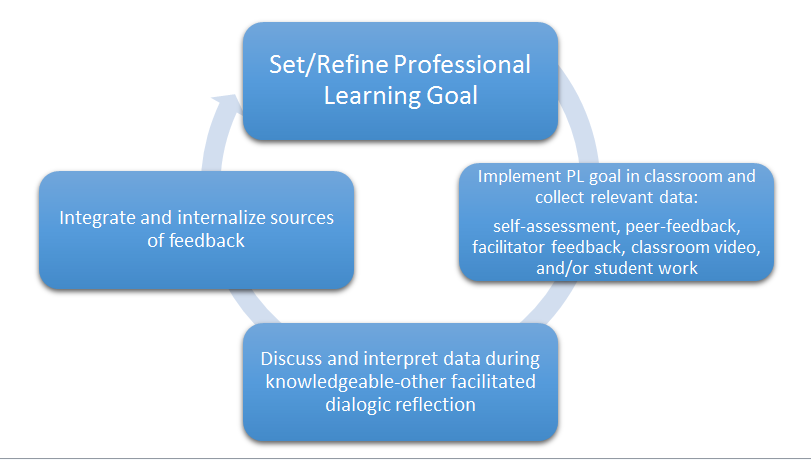 Set/Refine Professional
Learning Goal
Implement PL goal in classroom and
collect relevant data:
self-assessment, peer-feedback,
facilitator feedback, classroom video,
and/or student work
Discuss and interpret data during
knowledgeable-other facilitated
dialogic reflection
Integrate and internalize sources
of feedback